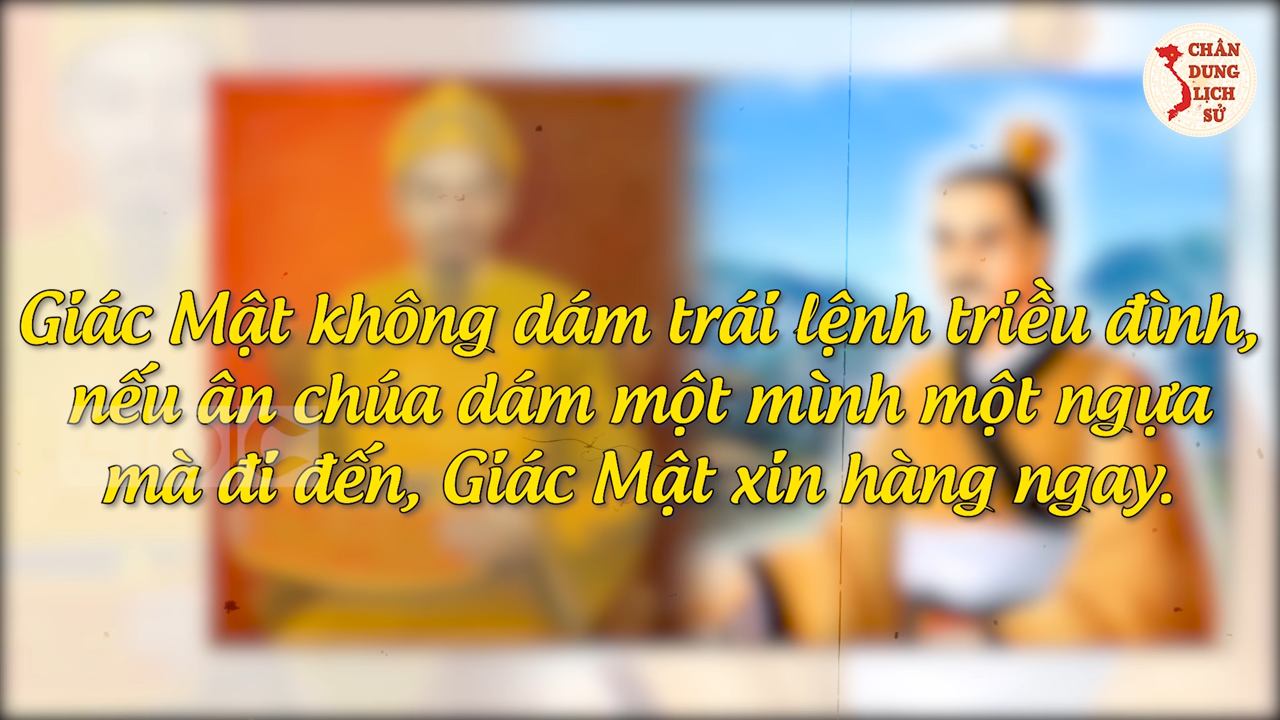 CHÂN
DUNG
LỊCH
SỬ
Giác Mật không dám trái lệnh triều đình,
nếu ân chúa dám một mình một ngựa
mà đi đến, Giác Mật xin hàng ngay.